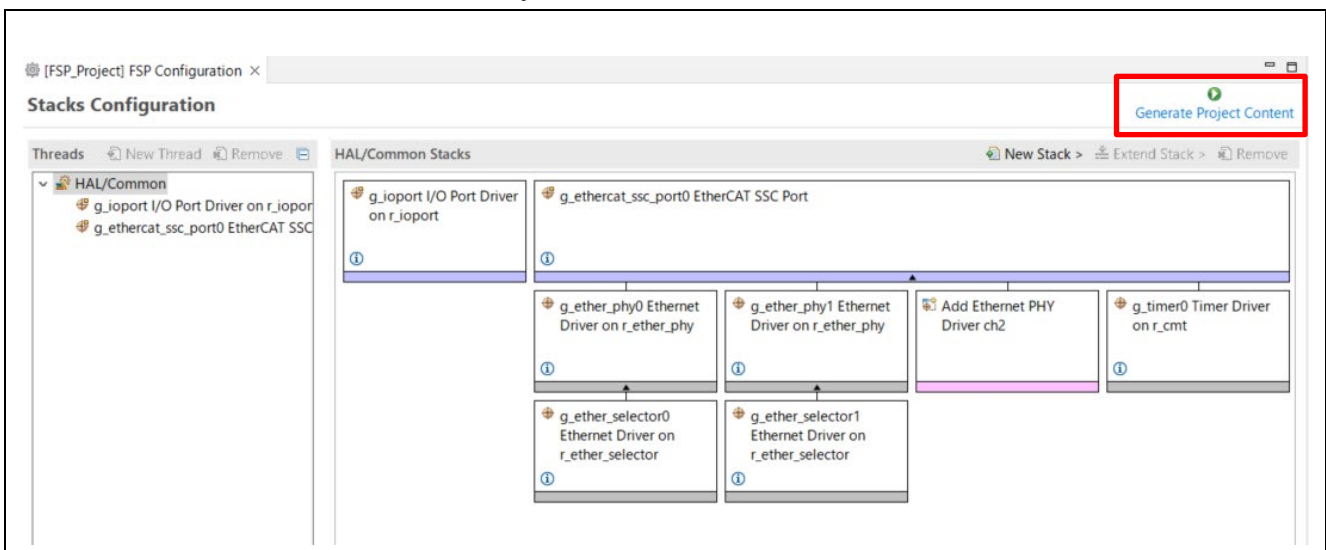 [FSP_Project] FSP Configuration ×
Stacks Configuration
Generate Project Content
Threads
New Thread
Remove
HAL/Common
g_ioport I/O Port Driver on r_iopor
g_ethercat_ssc_port0 EtherCAT SSC
HAL/Common Stacks
New Stack >
Extend Stack >
Remove
g_ioport I/O Port Driver
on r_ioport
g_ethercat_ssc_port0 EtherCAT SSC Port
g_ether_phy0 Ethernet
Driver on r_ether_phy
g_ether_phy1 Ethernet
Driver on r_ether_phy
Add Ethernet PHY
Driver ch2
g_timer0 Timer Driver
on r_cmt
g_ether_selector0
Ethernet Driver on
r_ether_selector
g_ether_selector1
Ethernet Driver on
r_ether_selector